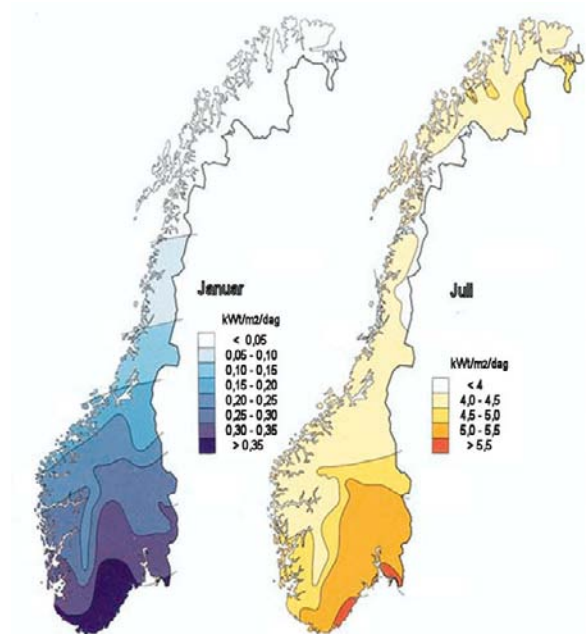 Januar
kWt/m2/dag
< 0,05
0,05 - 0,10
0,10 - 0,15
0,15 - 0,20
0,20 - 0,25
0,25 - 0,30
0,30 - 0,35
> 0,35
Juli
kWt/m2/dag
< 4
4,0 - 4,5
4,5 - 5,0
5,0 - 5,5
> 5,5